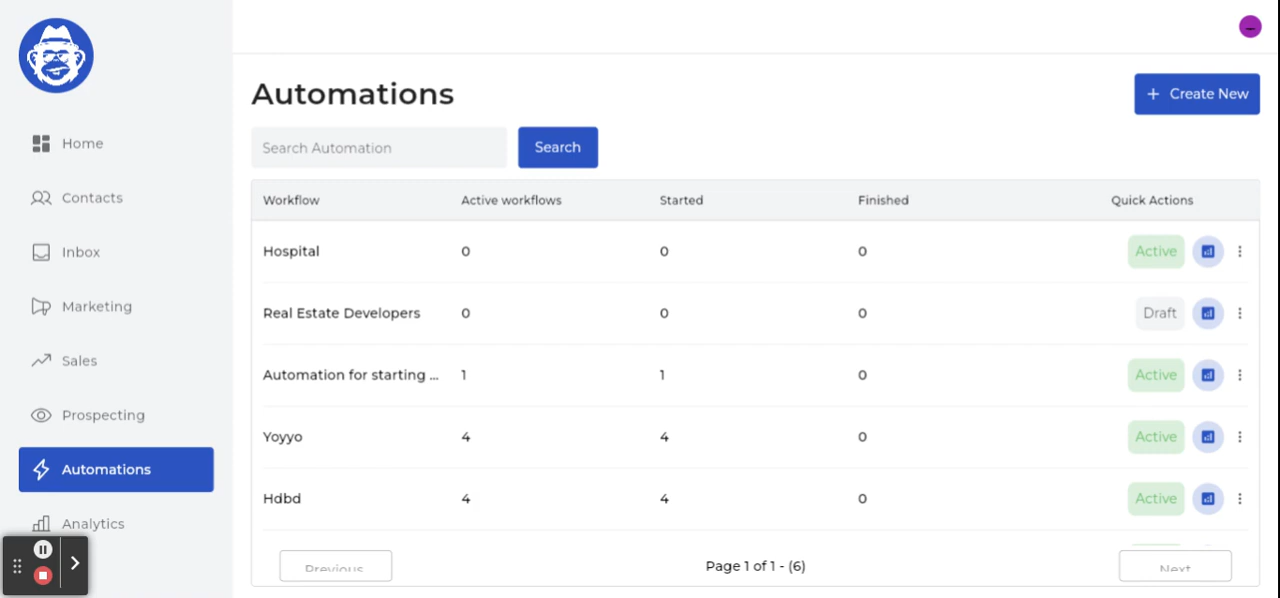 Home
Contacts
Inbox
Marketing
Sales
Prospecting
Automations
Analytics
Automations
+ Create New
Search Automation
Search
Workflow Active workflows Started Finished Quick Actions
Hospital 0 0 0 Active
Real Estate Developers 0 0 0 Draft
Automation for starting ... 1 1 0 Active
Yoyyo 4 4 0 Active
Hdbd 4 4 0 Active
Previous Page 1 of 1 - (6) Next